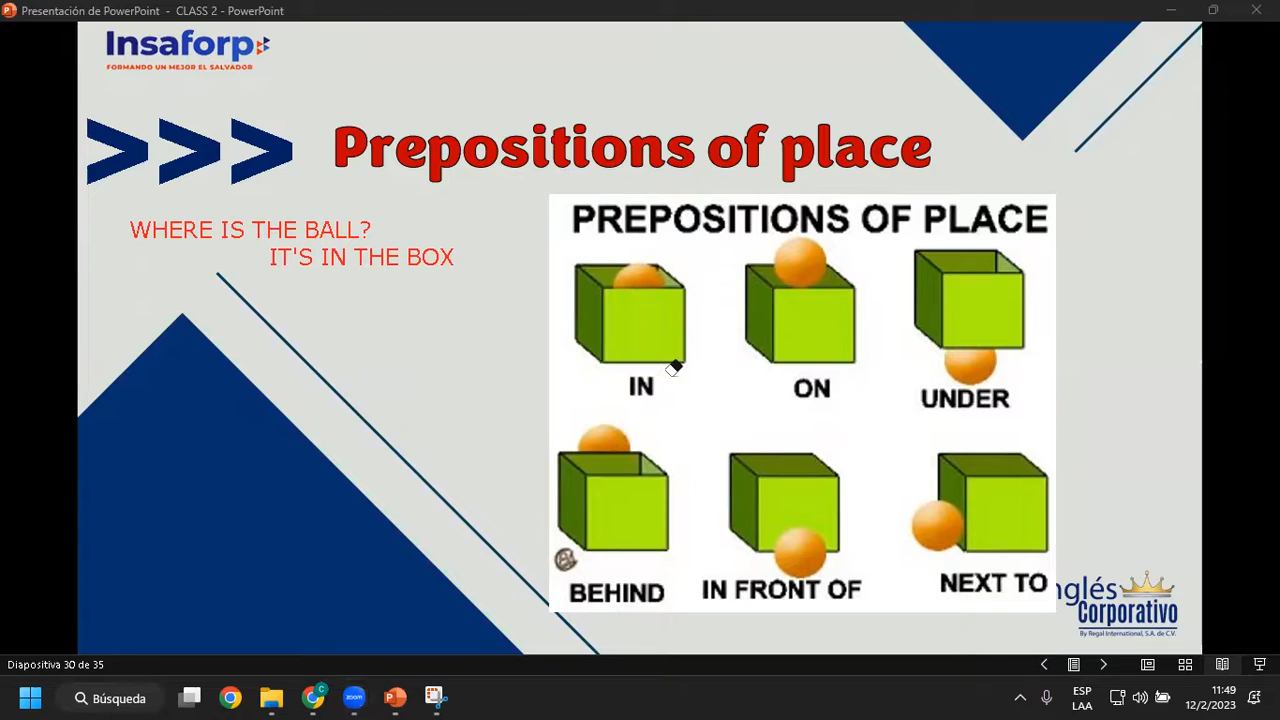 Presentación de PowerPoint - CLASS 2 - PowerPoint
Insaforp
FORMANDO UN MEJOR EL SALVADOR
>>> Prepositions of place
WHERE IS THE BALL?
IT'S IN THE BOX
PREPOSITIONS OF PLACE
IN
ON
UNDER
BEHIND
IN FRONT OF
NEXT TO
nglés
Corporativo
By Regal International, S.A. de C.V.
Diapositiva 30 de 35
Búsqueda
zoom
ESP
LAA
11:49
12/2/2023